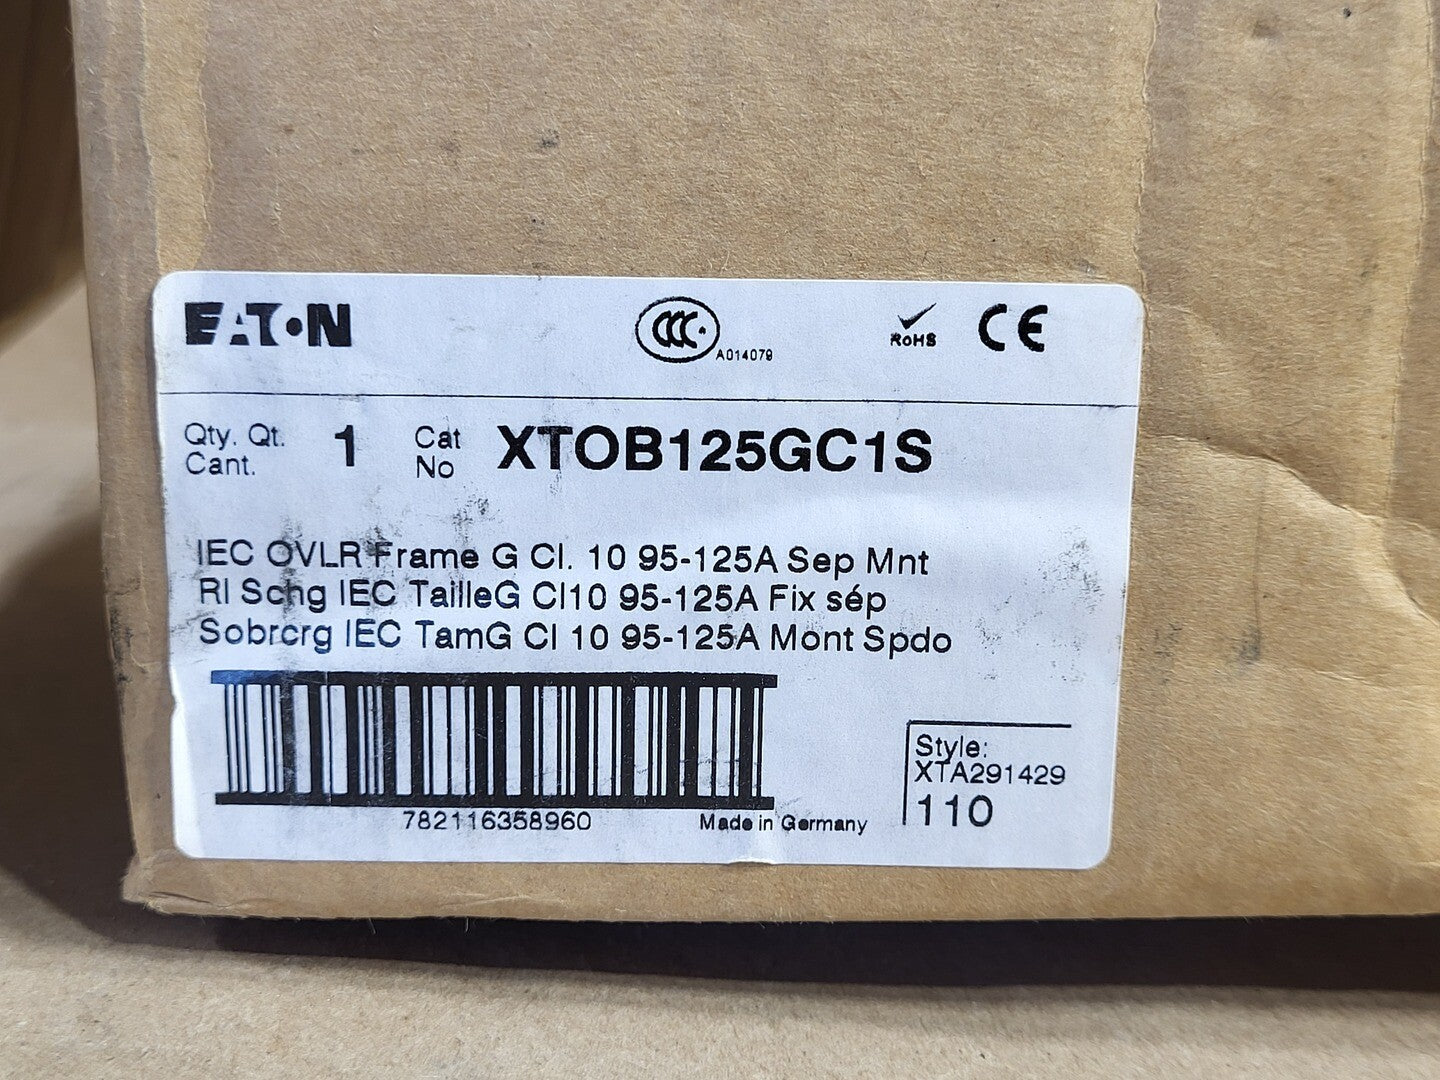 EATON
CCC
A014079
RoHS
CE
Qty. Qt. 1 Cat XTOB125GC1S
Cant. No
IEC OVLR Frame G Cl. 10 95-125A Sep Mnt
Rl Schg IEC TailleG Cl10 95-125A Fix sép
Sobrcrg IEC TamG Cl 10 95-125A Mont Spdo
782116358960
Made in Germany
Style:
XTA291429
110